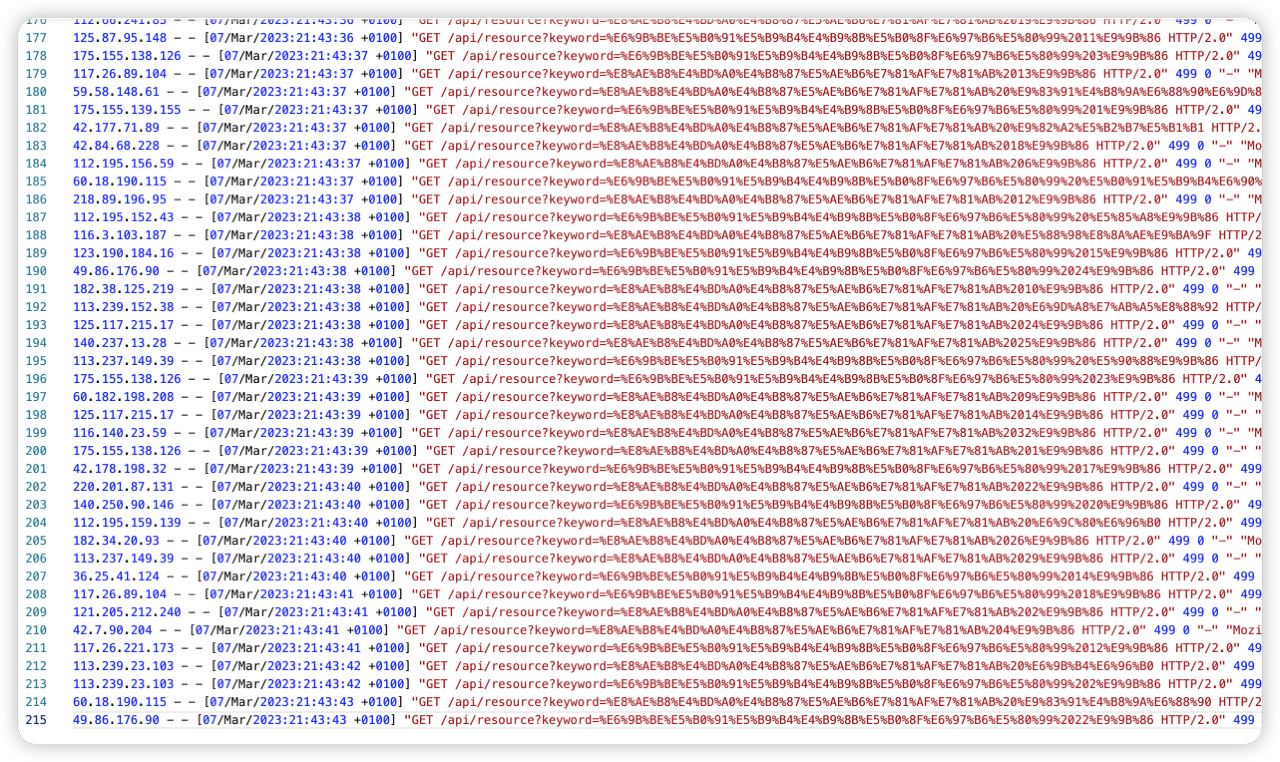 176 112.66.241.85 - - [07/Mar/2023:21:43:36 +0100] "GET /api/resource?keyword=%E8%AE%B8%E4%BD%A0%E4%B8%87%E5%AE%B6%E7%81%AF%E7%81%AB%2019%E9%9B%86 HTTP/2.0" 499 0 "-" "
177 125.87.95.148 - - [07/Mar/2023:21:43:36 +0100] "GET /api/resource?keyword=%E6%9B%BE%E5%B0%91%E5%B9%B4%E4%B9%8B%E5%B0%8F%E6%97%B6%E5%80%99%2011%E9%9B%86 HTTP/2.0" 499
178 175.155.138.126 - - [07/Mar/2023:21:43:37 +0100] "GET /api/resource?keyword=%E6%9B%BE%E5%B0%91%E5%B9%B4%E4%B9%8B%E5%B0%8F%E6%97%B6%E5%80%99%203%E9%9B%86 HTTP/2.0" 49
179 117.26.89.104 - - [07/Mar/2023:21:43:37 +0100] "GET /api/resource?keyword=%E8%AE%B8%E4%BD%A0%E4%B8%87%E5%AE%B6%E7%81%AF%E7%81%AB%2013%E9%9B%86 HTTP/2.0" 499 0 "-" "M
180 59.58.148.61 - - [07/Mar/2023:21:43:37 +0100] "GET /api/resource?keyword=%E8%AE%B8%E4%BD%A0%E4%B8%87%E5%AE%B6%E7%81%AF%E7%81%AB%20%E9%83%91%E4%B8%9A%E6%88%90%E6%9D%8
181 175.155.139.155 - - [07/Mar/2023:21:43:37 +0100] "GET /api/resource?keyword=%E6%9B%BE%E5%B0%91%E5%B9%B4%E4%B9%8B%E5%B0%8F%E6%97%B6%E5%80%99%201%E9%9B%86 HTTP/2.0" 49
182 42.177.71.89 - - [07/Mar/2023:21:43:37 +0100] "GET /api/resource?keyword=%E8%AE%B8%E4%BD%A0%E4%B8%87%E5%AE%B6%E7%81%AF%E7%81%AB%20%E9%82%A2%E5%B2%B7%E5%B1%B1 HTTP/2.
183 42.84.68.228 - - [07/Mar/2023:21:43:37 +0100] "GET /api/resource?keyword=%E8%AE%B8%E4%BD%A0%E4%B8%87%E5%AE%B6%E7%81%AF%E7%81%AB%2018%E9%9B%86 HTTP/2.0" 499 0 "-" "Mo
184 112.195.156.59 - - [07/Mar/2023:21:43:37 +0100] "GET /api/resource?keyword=%E8%AE%B8%E4%BD%A0%E4%B8%87%E5%AE%B6%E7%81%AF%E7%81%AB%206%E9%9B%86 HTTP/2.0" 499 0 "-" "M
185 60.18.190.115 - - [07/Mar/2023:21:43:37 +0100] "GET /api/resource?keyword=%E6%9B%BE%E5%B0%91%E5%B9%B4%E4%B9%8B%E5%B0%8F%E6%97%B6%E5%80%99%20%E5%B0%91%E5%B9%B4%E6%90%
186 218.89.196.95 - - [07/Mar/2023:21:43:37 +0100] "GET /api/resource?keyword=%E8%AE%B8%E4%BD%A0%E4%B8%87%E5%AE%B6%E7%81%AF%E7%81%AB%2012%E9%9B%86 HTTP/2.0" 499 0 "-" "M
187 112.195.152.43 - - [07/Mar/2023:21:43:38 +0100] "GET /api/resource?keyword=%E6%9B%BE%E5%B0%91%E5%B9%B4%E4%B9%8B%E5%B0%8F%E6%97%B6%E5%80%99%20%E5%85%A8%E9%9B%86 HTTP/
188 116.3.103.187 - - [07/Mar/2023:21:43:38 +0100] "GET /api/resource?keyword=%E8%AE%B8%E4%BD%A0%E4%B8%87%E5%AE%B6%E7%81%AF%E7%81%AB%20%E5%88%98%E8%8A%AE%E9%BA%9F HTTP/2
189 123.190.184.16 - - [07/Mar/2023:21:43:38 +0100] "GET /api/resource?keyword=%E6%9B%BE%E5%B0%91%E5%B9%B4%E4%B9%8B%E5%B0%8F%E6%97%B6%E5%80%99%2015%E9%9B%86 HTTP/2.0" 49
190 49.86.176.90 - - [07/Mar/2023:21:43:38 +0100] "GET /api/resource?keyword=%E6%9B%BE%E5%B0%91%E5%B9%B4%E4%B9%8B%E5%B0%8F%E6%97%B6%E5%80%99%2024%E9%9B%86 HTTP/2.0" 499
191 182.38.125.219 - - [07/Mar/2023:21:43:38 +0100] "GET /api/resource?keyword=%E8%AE%B8%E4%BD%A0%E4%B8%87%E5%AE%B6%E7%81%AF%E7%81%AB%2010%E9%9B%86 HTTP/2.0" 499 0 "-" "
192 113.239.152.38 - - [07/Mar/2023:21:43:38 +0100] "GET /api/resource?keyword=%E8%AE%B8%E4%BD%A0%E4%B8%87%E5%AE%B6%E7%81%AF%E7%81%AB%20%E6%9D%A8%E7%AB%A5%E8%88%92 HTTP/
193 125.117.215.17 - - [07/Mar/2023:21:43:38 +0100] "GET /api/resource?keyword=%E8%AE%B8%E4%BD%A0%E4%B8%87%E5%AE%B6%E7%81%AF%E7%81%AB%2024%E9%9B%86 HTTP/2.0" 499 0 "-" "
194 140.237.13.28 - - [07/Mar/2023:21:43:38 +0100] "GET /api/resource?keyword=%E8%AE%B8%E4%BD%A0%E4%B8%87%E5%AE%B6%E7%81%AF%E7%81%AB%2025%E9%9B%86 HTTP/2.0" 499 0 "-" "M
195 113.237.149.39 - - [07/Mar/2023:21:43:38 +0100] "GET /api/resource?keyword=%E6%9B%BE%E5%B0%91%E5%B9%B4%E4%B9%8B%E5%B0%8F%E6%97%B6%E5%80%99%20%E5%90%88%E9%9B%86 HTTP/
196 175.155.138.126 - - [07/Mar/2023:21:43:39 +0100] "GET /api/resource?keyword=%E6%9B%BE%E5%B0%91%E5%B9%B4%E4%B9%8B%E5%B0%8F%E6%97%B6%E5%80%99%2023%E9%9B%86 HTTP/2.0" 4
197 60.182.198.208 - - [07/Mar/2023:21:43:39 +0100] "GET /api/resource?keyword=%E8%AE%B8%E4%BD%A0%E4%B8%87%E5%AE%B6%E7%81%AF%E7%81%AB%209%E9%9B%86 HTTP/2.0" 499 0 "-" "M
198 125.117.215.17 - - [07/Mar/2023:21:43:39 +0100] "GET /api/resource?keyword=%E8%AE%B8%E4%BD%A0%E4%B8%87%E5%AE%B6%E7%81%AF%E7%81%AB%2014%E9%9B%86 HTTP/2.0" 499 0 "-" "
199 116.140.23.59 - - [07/Mar/2023:21:43:39 +0100] "GET /api/resource?keyword=%E8%AE%B8%E4%BD%A0%E4%B8%87%E5%AE%B6%E7%81%AF%E7%81%AB%2032%E9%9B%86 HTTP/2.0" 499 0 "-" "M
200 175.155.138.126 - - [07/Mar/2023:21:43:39 +0100] "GET /api/resource?keyword=%E8%AE%B8%E4%BD%A0%E4%B8%87%E5%AE%B6%E7%81%AF%E7%81%AB%201%E9%9B%86 HTTP/2.0" 499 0 "-" "
201 42.178.198.32 - - [07/Mar/2023:21:43:39 +0100] "GET /api/resource?keyword=%E6%9B%BE%E5%B0%91%E5%B9%B4%E4%B9%8B%E5%B0%8F%E6%97%B6%E5%80%99%2017%E9%9B%86 HTTP/2.0" 499
202 220.201.87.131 - - [07/Mar/2023:21:43:40 +0100] "GET /api/resource?keyword=%E8%AE%B8%E4%BD%A0%E4%B8%87%E5%AE%B6%E7%81%AF%E7%81%AB%2022%E9%9B%86 HTTP/2.0" 499 0 "-" "
203 140.250.90.146 - - [07/Mar/2023:21:43:40 +0100] "GET /api/resource?keyword=%E6%9B%BE%E5%B0%91%E5%B9%B4%E4%B9%8B%E5%B0%8F%E6%97%B6%E5%80%99%2020%E9%9B%86 HTTP/2.0" 49
204 112.195.159.139 - - [07/Mar/2023:21:43:40 +0100] "GET /api/resource?keyword=%E8%AE%B8%E4%BD%A0%E4%B8%87%E5%AE%B6%E7%81%AF%E7%81%AB%20%E6%9C%80%E6%96%B0 HTTP/2.0" 499
205 182.34.20.93 - - [07/Mar/2023:21:43:40 +0100] "GET /api/resource?keyword=%E8%AE%B8%E4%BD%A0%E4%B8%87%E5%AE%B6%E7%81%AF%E7%81%AB%2026%E9%9B%86 HTTP/2.0" 499 0 "-" "Mo
206 113.237.149.39 - - [07/Mar/2023:21:43:40 +0100] "GET /api/resource?keyword=%E8%AE%B8%E4%BD%A0%E4%B8%87%E5%AE%B6%E7%81%AF%E7%81%AB%2029%E9%9B%86 HTTP/2.0" 499 0 "-" "
207 36.25.41.124 - - [07/Mar/2023:21:43:40 +0100] "GET /api/resource?keyword=%E6%9B%BE%E5%B0%91%E5%B9%B4%E4%B9%8B%E5%B0%8F%E6%97%B6%E5%80%99%2014%E9%9B%86 HTTP/2.0" 499
208 117.26.89.104 - - [07/Mar/2023:21:43:41 +0100] "GET /api/resource?keyword=%E6%9B%BE%E5%B0%91%E5%B9%B4%E4%B9%8B%E5%B0%8F%E6%97%B6%E5%80%99%2018%E9%9B%86 HTTP/2.0" 499
209 121.205.212.240 - - [07/Mar/2023:21:43:41 +0100] "GET /api/resource?keyword=%E8%AE%B8%E4%BD%A0%E4%B8%87%E5%AE%B6%E7%81%AF%E7%81%AB%202%E9%9B%86 HTTP/2.0" 499 0 "-" "
210 42.7.90.204 - - [07/Mar/2023:21:43:41 +0100] "GET /api/resource?keyword=%E8%AE%B8%E4%BD%A0%E4%B8%87%E5%AE%B6%E7%81%AF%E7%81%AB%204%E9%9B%86 HTTP/2.0" 499 0 "-" "Mozi
211 117.26.221.173 - - [07/Mar/2023:21:43:41 +0100] "GET /api/resource?keyword=%E6%9B%BE%E5%B0%91%E5%B9%B4%E4%B9%8B%E5%B0%8F%E6%97%B6%E5%80%99%2012%E9%9B%86 HTTP/2.0" 49
212 113.239.23.103 - - [07/Mar/2023:21:43:42 +0100] "GET /api/resource?keyword=%E8%AE%B8%E4%BD%A0%E4%B8%87%E5%AE%B6%E7%81%AF%E7%81%AB%20%E6%9B%B4%E6%96%B0 HTTP/2.0" 499
213 113.239.23.103 - - [07/Mar/2023:21:43:42 +0100] "GET /api/resource?keyword=%E6%9B%BE%E5%B0%91%E5%B9%B4%E4%B9%8B%E5%B0%8F%E6%97%B6%E5%80%99%202%E9%9B%86 HTTP/2.0" 499
214 60.18.190.115 - - [07/Mar/2023:21:43:43 +0100] "GET /api/resource?keyword=%E8%AE%B8%E4%BD%A0%E4%B8%87%E5%AE%B6%E7%81%AF%E7%81%AB%20%E9%83%91%E4%B8%9A%E6%88%90 HTTP/2
215 49.86.176.90 - - [07/Mar/2023:21:43:43 +0100] "GET /api/resource?keyword=%E6%9B%BE%E5%B0%91%E5%B9%B4%E4%B9%8B%E5%B0%8F%E6%97%B6%E5%80%99%2022%E9%9B%86 HTTP/2.0" 499